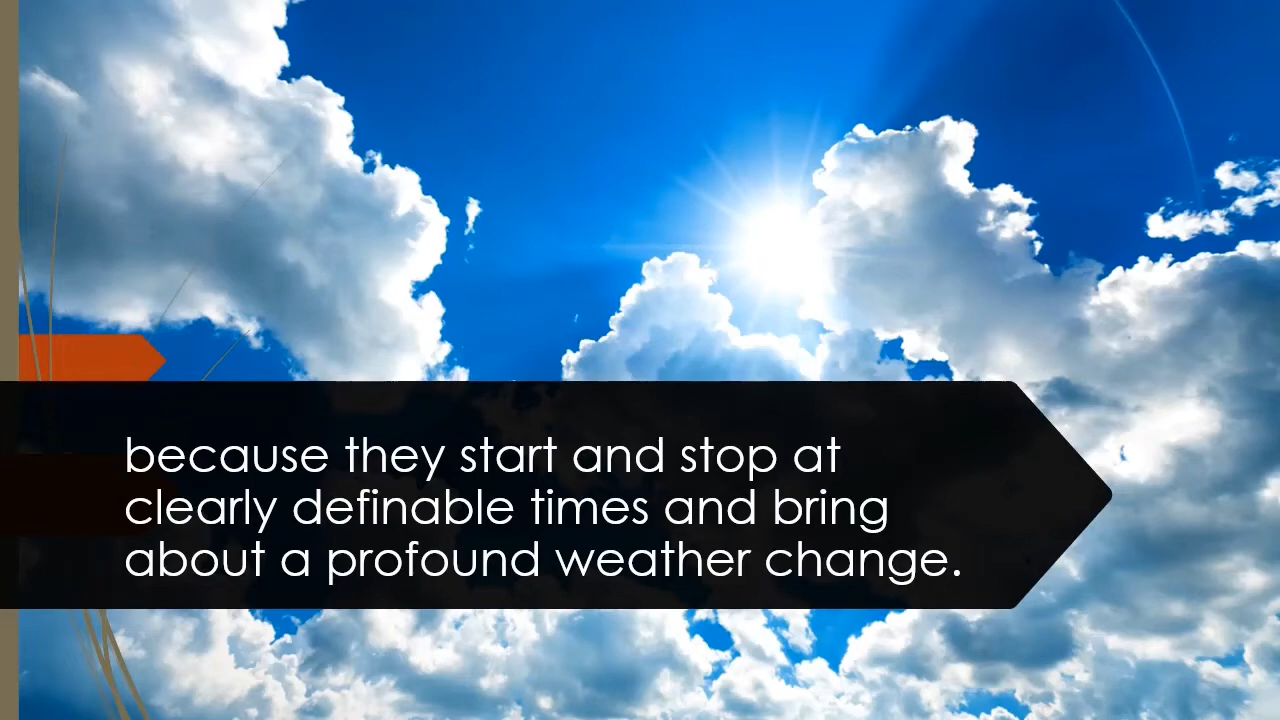 because they start and stop at
clearly definable times and bring
about a profound weather change.